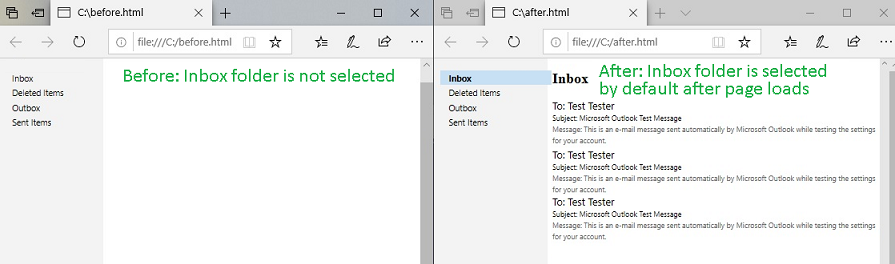 C:\before.html
file:///C:/before.html
Inbox
Deleted Items
Outbox
Sent Items
Before: Inbox folder is not selected
C:\after.html
file:///C:/after.html
Inbox
Deleted Items
Outbox
Sent Items
Inbox
After: Inbox folder is selected
by default after page loads
To: Test Tester
Subject: Microsoft Outlook Test Message
Message: This is an e-mail message sent automatically by Microsoft Outlook while testing the settings
for your account.
To: Test Tester
Subject: Microsoft Outlook Test Message
Message: This is an e-mail message sent automatically by Microsoft Outlook while testing the settings
for your account.
To: Test Tester
Subject: Microsoft Outlook Test Message
Message: This is an e-mail message sent automatically by Microsoft Outlook while testing the settings
for your account.